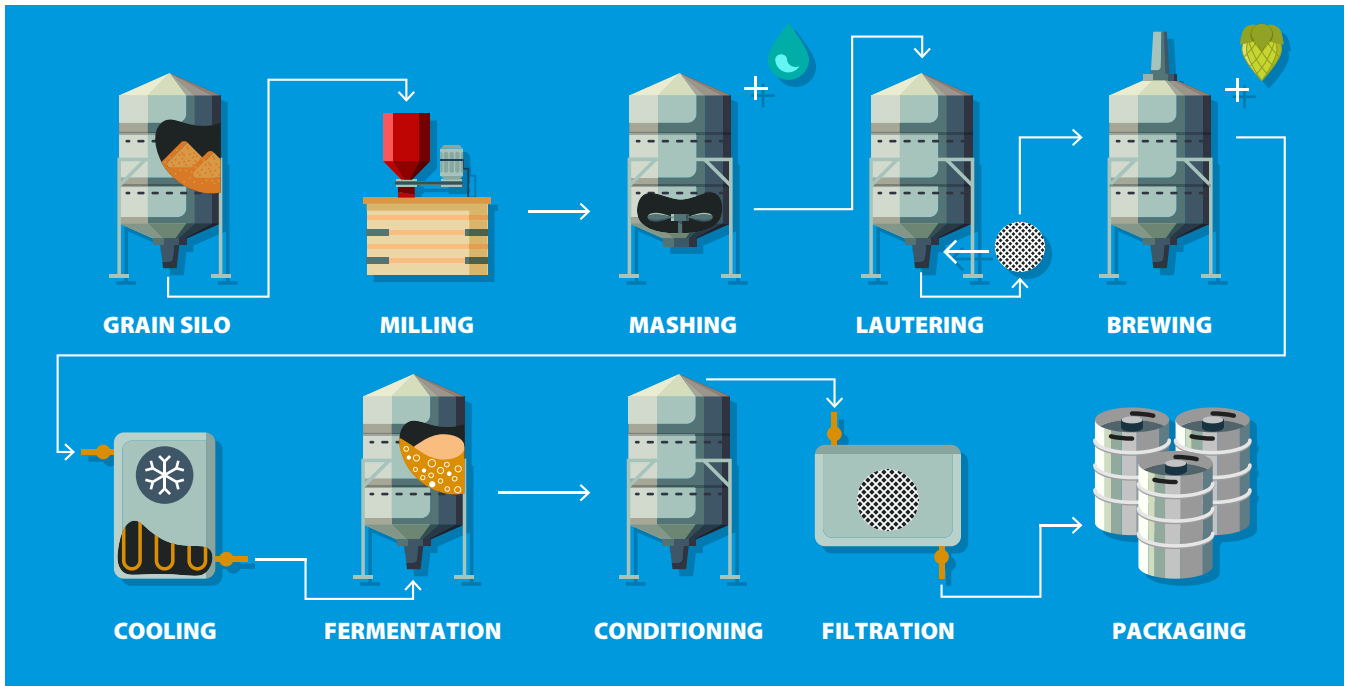 GRAIN SILO
MILLING
MASHING
LAUTERING
BREWING
COOLING
FERMENTATION
CONDITIONING
FILTRATION
PACKAGING